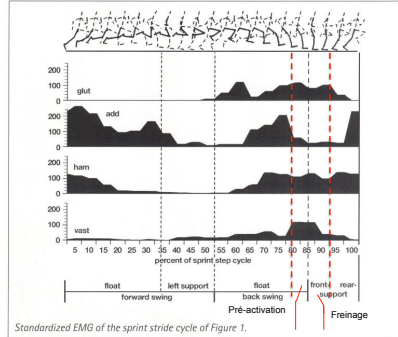 200
100
0
glut
200
100
0
add
200
100
0
ham
200
100
0
vast
5 10 15 20 25 30 35 40 45 50 55 60 65 70 75 80 85 90 95 100
percent of sprint step cycle
float left support float front- rear-
support
forward swing back swing
Pré-activation Freinage
Standardized EMG of the sprint stride cycle of Figure 1.